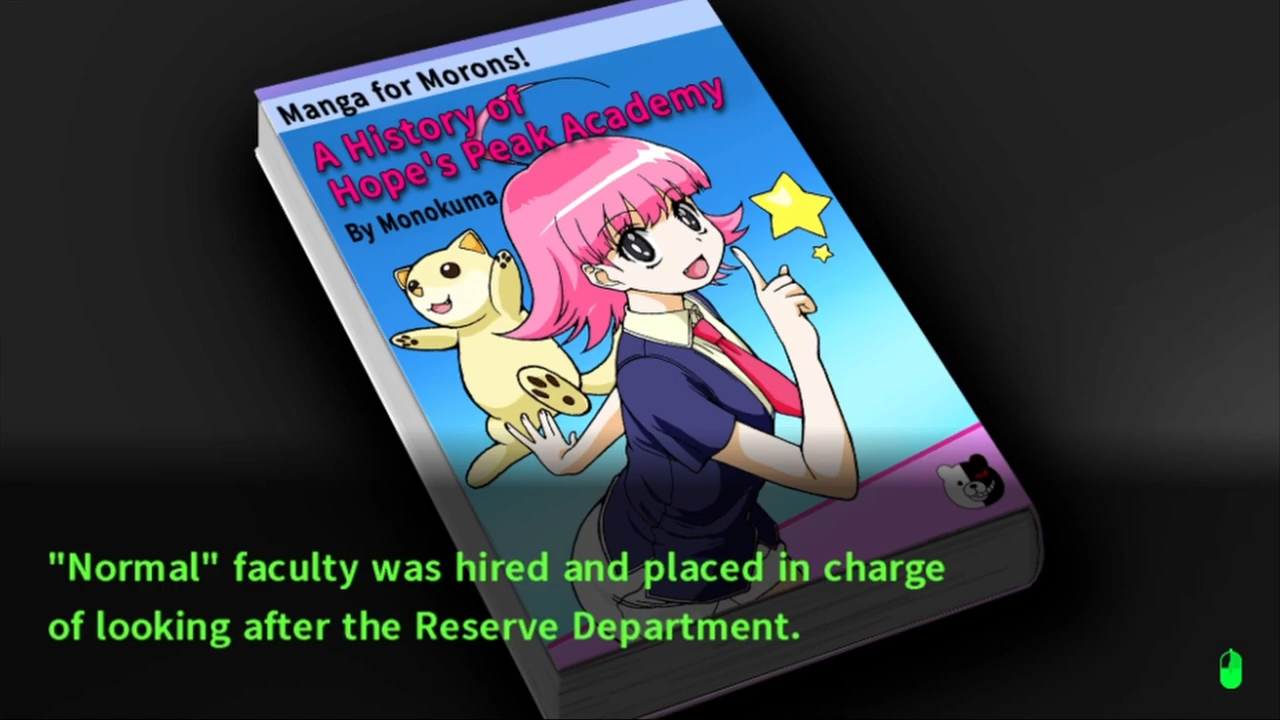 Manga for Morons!
A History of
Hope's Peak Academy
By Monokuma
"Normal" faculty was hired and placed in charge
of looking after the Reserve Department.